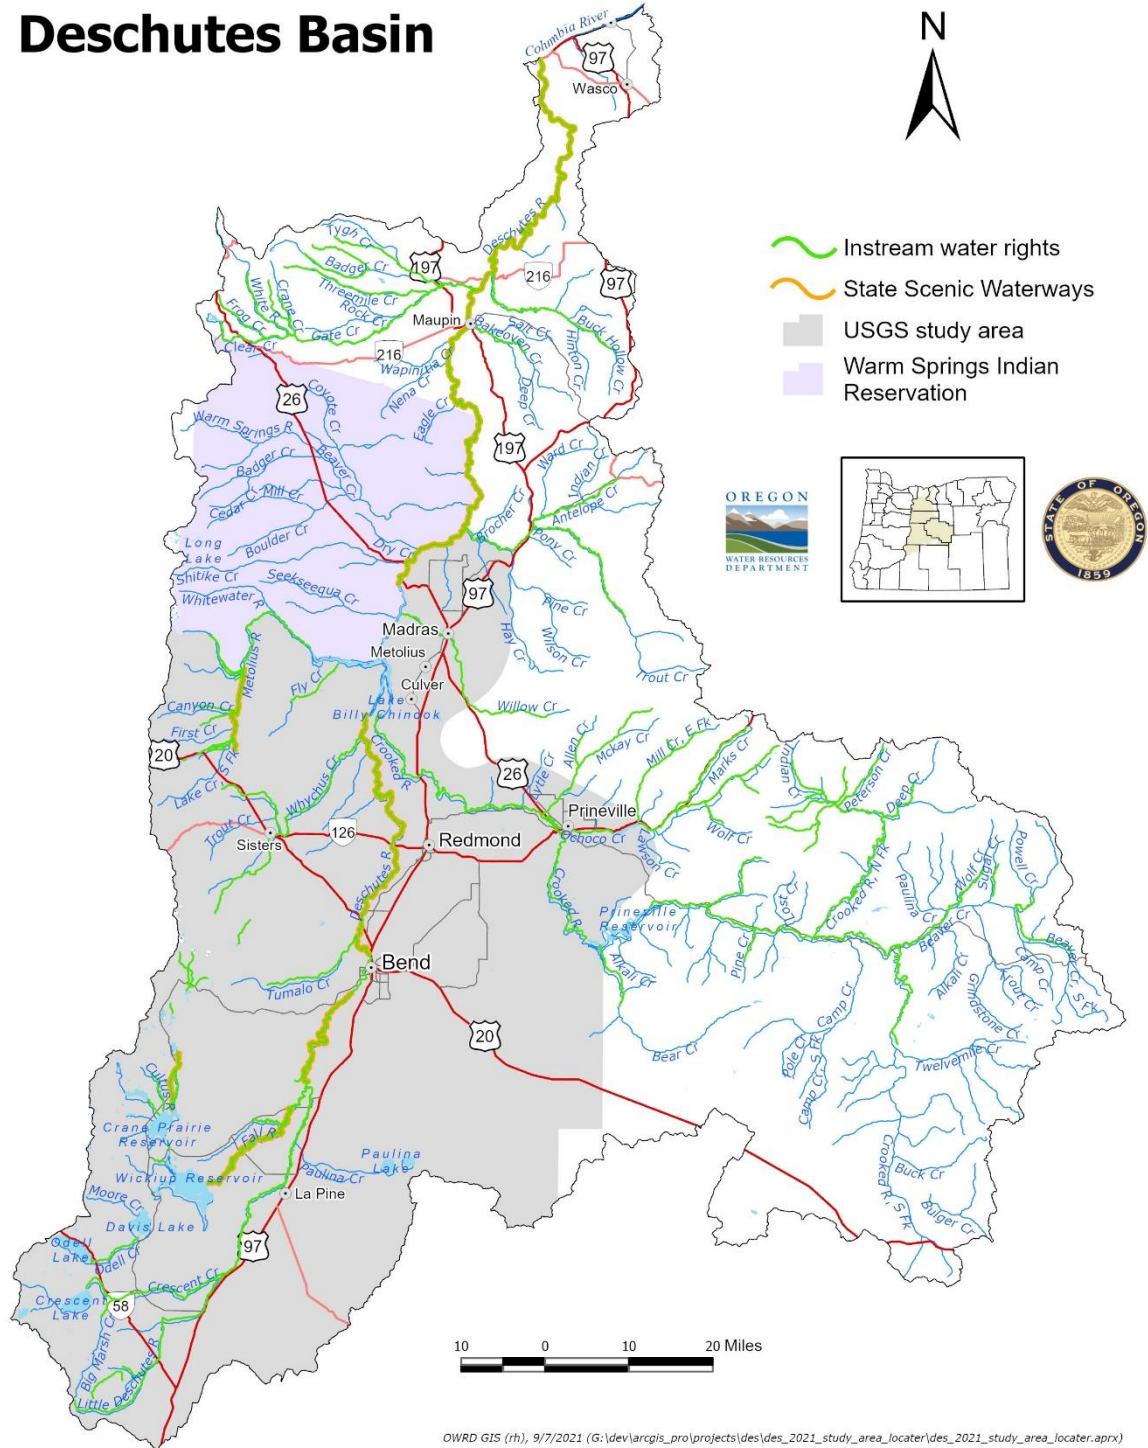 Deschutes Basin
N
Columbia River
97
Wasco
Deschutes R
Tygh Cr
Badger Cr
197
216
97
Threemile Cr
White R
Crane Cr
Rock Cr
Frog Cr
Gate Cr
Maupin
Bakeoven Cr
Salt Cr
Buck Hollow Cr
Hinton Cr
Clear Cr
216
Wapinitia Cr
Nena Cr
Deep Cr
Eagle Cr
26
Coyote Cr
Warm Springs R
Beaver Cr
197
Ward Cr
Indian Cr
Badger Cr
Mill Cr
Cedar C
Antelope Cr
Brocher Cr
Pony Cr
Dry Cr
Boulder Cr
Long
Lake
Shitike Cr
Seekseequa Cr
Whitewater R
97
Pine Cr
Wilson Cr
Hay Cr
Trout Cr
Madras
Metolius
Culver
Metolius R
Fly Cr
Lake
Billy Chinook
Willow Cr
Canyon Cr
First Cr
20
S Fk
Lake Cr
Whychus Cr
Crooked R
26
Allen Cr
McKay Cr
Mill Cr, E Fk
Marks Cr
Indian Cr
Peterson Cr
Deep Cr
Lytle Cr
Prineville
Ochoco Cr
Lawson Cr
Wolf Cr
Trout Cr
Sisters
126
Redmond
Deschutes R
Crooked R
Prineville
Reservoir
Lost Cr
Crooked R, N Fk
Paulina Cr
Wolf Cr
Sugar Cr
Powell Cr
Beaver Cr
Beaver Cr, S Fk
Pine Cr
Alkali Cr
Alkali Cr
Camp Cr
Trout Cr
Grindstone Cr
Bend
Tumalo Cr
20
Bear Cr
Camp Cr
Pole Cr
Camp Cr, S Fk
Twelvemile Cr
Cultus R
Crane Prairie
Reservoir
Fall R
Paulina
Lake
Paulina Cr
Wickiup Reservoir
La Pine
Moore Cr
Davis Lake
Odell
Lake
Odell Cr
97
Crescent Cr
Crescent
Lake
58
Big Marsh Cr
Little Deschutes R
Crooked R, S Fk
Buck Cr
Bulger Cr
Instream water rights
State Scenic Waterways
USGS study area
Warm Springs Indian
Reservation
OREGON
WATER RESOURCES
DEPARTMENT
STATE OF OREGON
1859
10 0 10 20 Miles
OWRD GIS (rh), 9/7/2021 (G:\dev\arcgis_pro\projects\des\des_2021_study_area_locater\des_2021_study_area_locater.aprx)